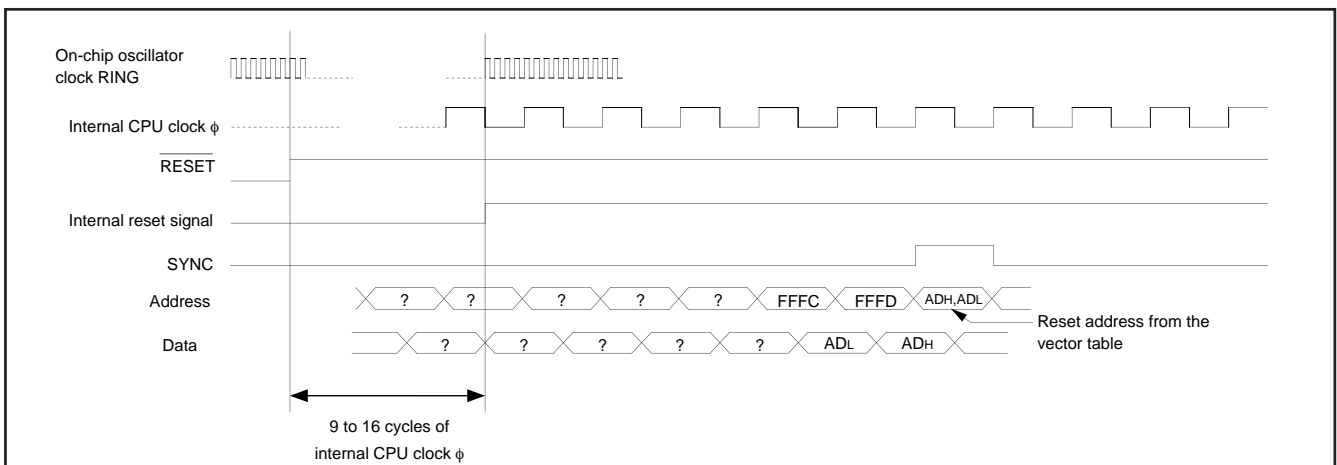 On-chip oscillator
clock RING
Internal CPU clock ϕ
RESET
Internal reset signal
SYNC
Address
? ? ? ? ? FFFC FFFD ADH,ADL
Reset address from the
vector table
Data
? ? ? ? ? ADL ADH
9 to 16 cycles of
internal CPU clock ϕ